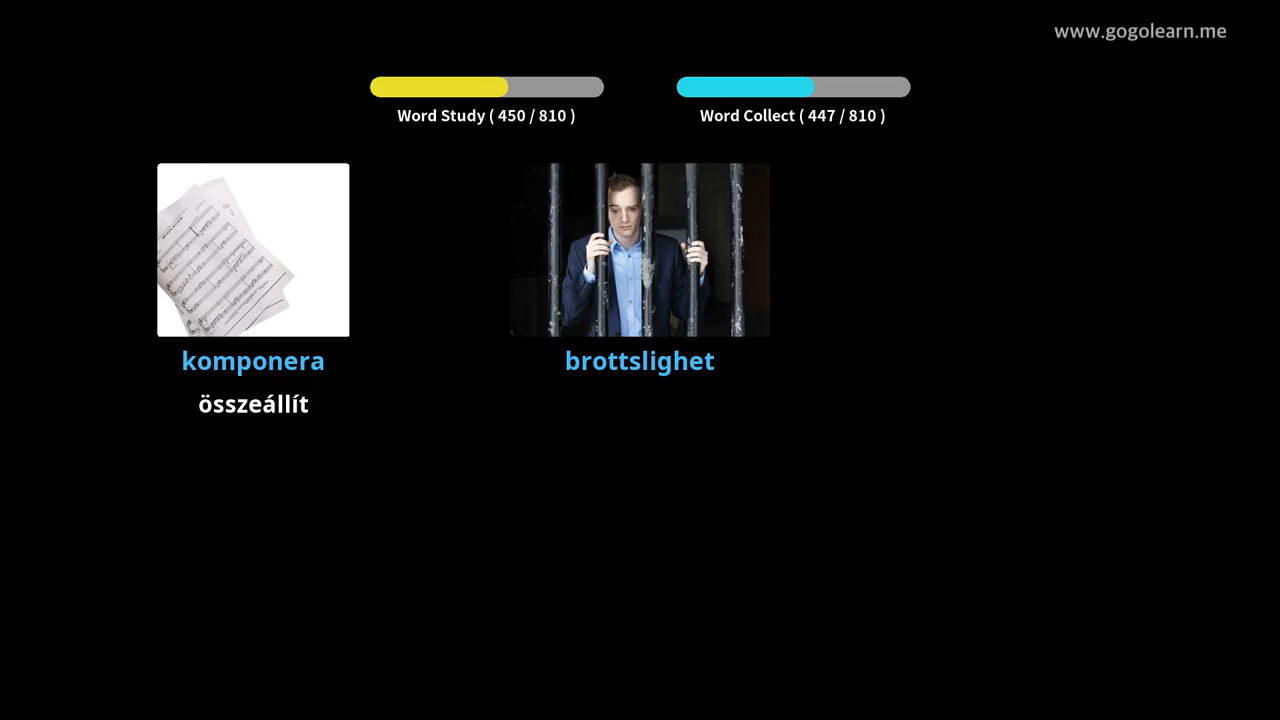 www.gogolearn.me
Word Study ( 450 / 810 )
Word Collect ( 447 / 810 )
komponera
összeállít
brottslighet